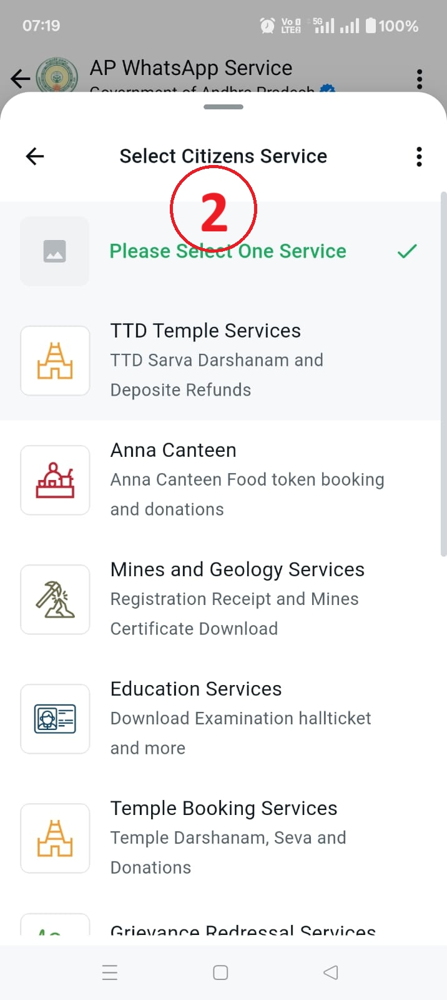 07:19
Vo 1 5G
LTE2 100%
AP WhatsApp Service
Government of Andhra Pradesh
Select Citizens Service
2
Please Select One Service
TTD Temple Services
TTD Sarva Darshanam and
Deposite Refunds
Anna Canteen
Anna Canteen Food token booking
and donations
Mines and Geology Services
Registration Receipt and Mines
Certificate Download
Education Services
Download Examination hallticket
and more
Temple Booking Services
Temple Darshanam, Seva and
Donations
Grievance Redressal Services